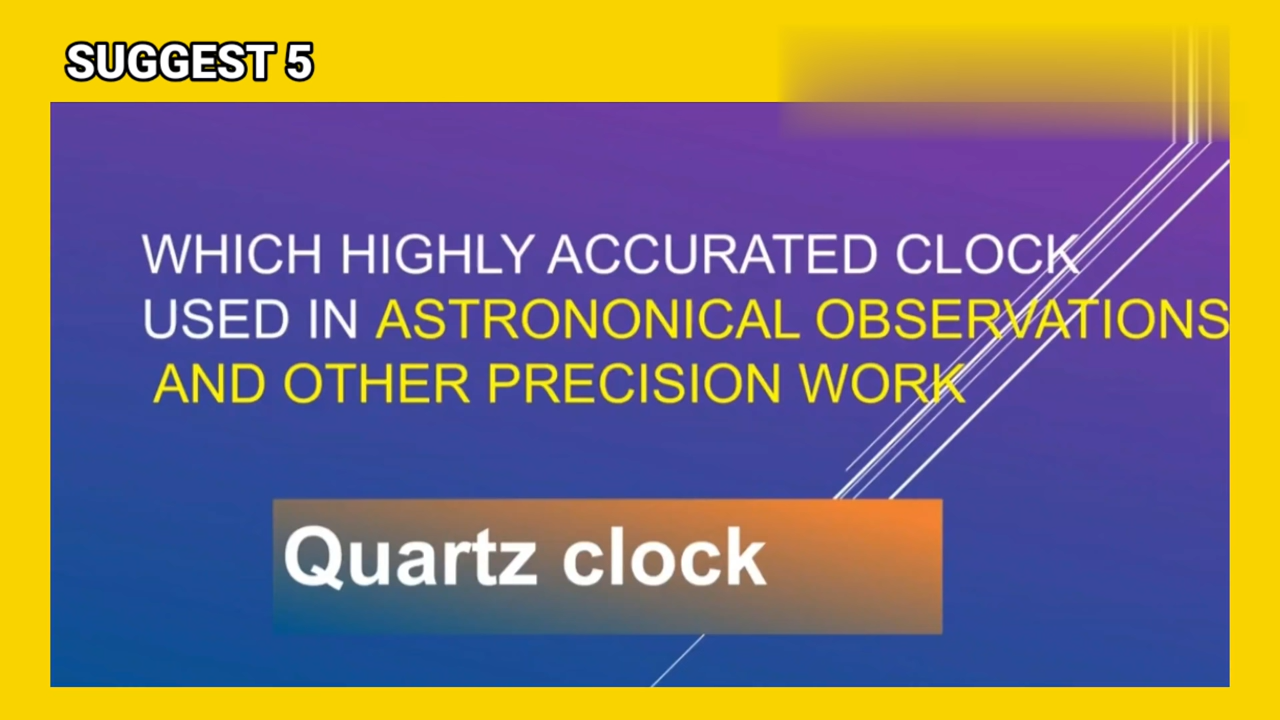 SUGGEST 5
WHICH HIGHLY ACCURATED CLOCK
USED IN ASTRONONICAL OBSERVATIONS
AND OTHER PRECISION WORK
Quartz clock